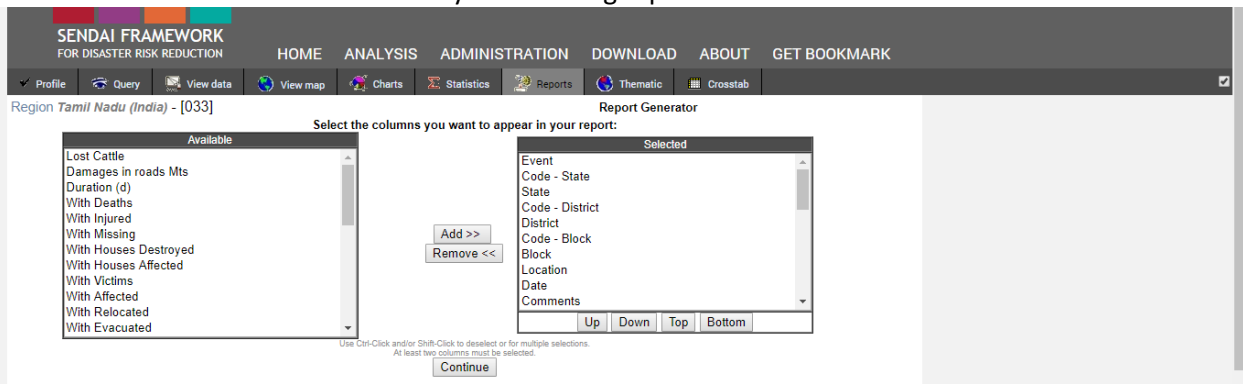 SENDAI FRAMEWORK
FOR DISASTER RISK REDUCTION
HOME ANALYSIS ADMINISTRATION DOWNLOAD ABOUT GET BOOKMARK
Profile Query View data View map Charts Statistics Reports Thematic Crosstab
Region Tamil Nadu (India) - [033]
Report Generator
Select the columns you want to appear in your report:
Available
Lost Cattle
Damages in roads Mts
Duration (d)
With Deaths
With Injured
With Missing
With Houses Destroyed
With Houses Affected
With Victims
With Affected
With Relocated
With Evacuated
Add >>
Remove <<
Selected
Event
Code - State
State
Code - District
District
Code - Block
Block
Location
Date
Comments
Up Down Top Bottom
Use Ctrl-Click and/or Shift-Click to deselect or for multiple selections.
At least two columns must be selected.
Continue